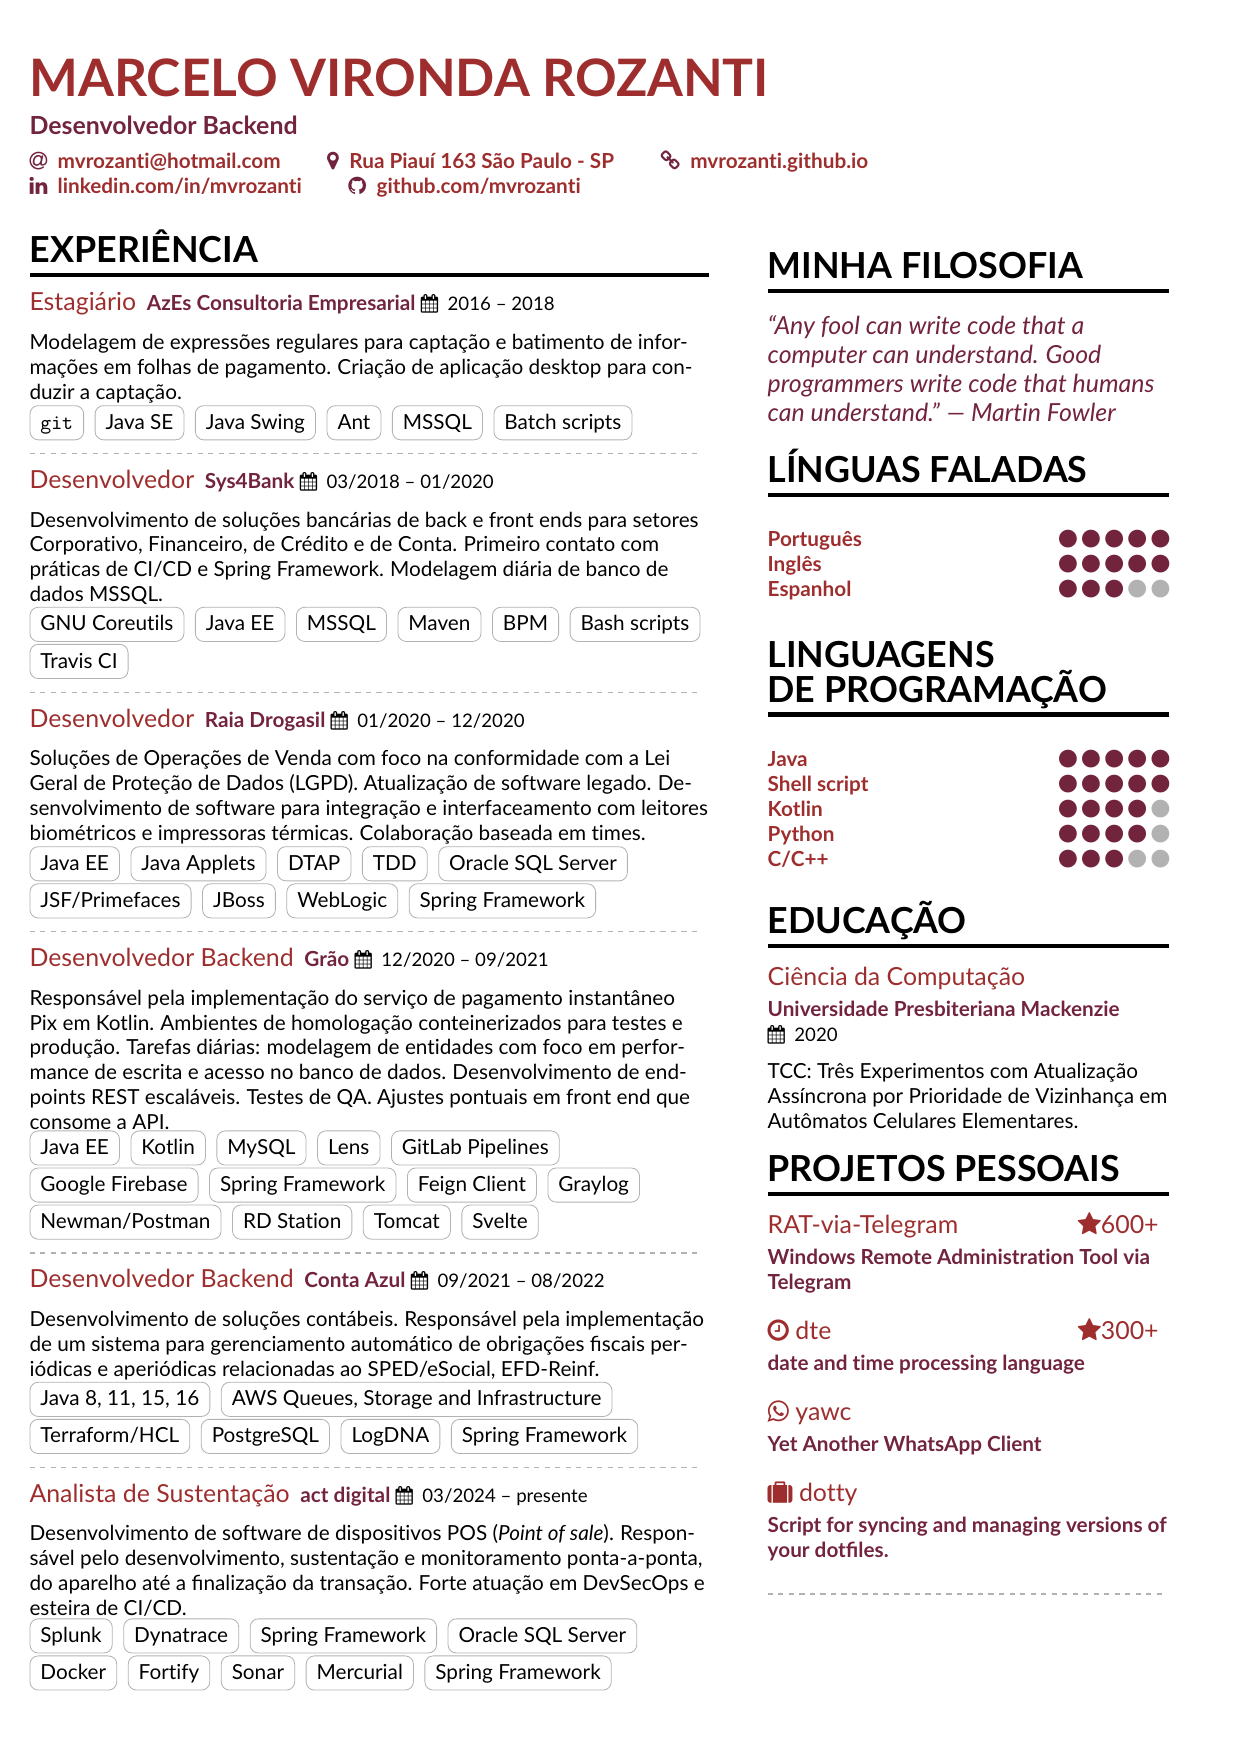 MARCELO VIRONDA ROZANTI
Desenvolvedor Backend
mvrozanti@hotmail.com Rua Piauí 163 São Paulo - SP mvrozanti.github.io
linkedin.com/in/mvrozanti github.com/mvrozanti
EXPERIÊNCIA
Estagiário AzEs Consultoria Empresarial 2016 – 2018
Modelagem de expressões regulares para captação e batimento de infor-
mações em folhas de pagamento. Criação de aplicação desktop para con-
duzir a captação.
git Java SE Java Swing Ant MSSQL Batch scripts
Desenvolvedor Sys4Bank 03/2018 – 01/2020
Desenvolvimento de soluções bancárias de back e front ends para setores
Corporativo, Financeiro, de Crédito e de Conta. Primeiro contato com
práticas de CI/CD e Spring Framework. Modelagem diária de banco de
dados MSSQL.
GNU Coreutils Java EE MSSQL Maven BPM Bash scripts
Travis CI
Desenvolvedor Raia Drogasil 01/2020 – 12/2020
Soluções de Operações de Venda com foco na conformidade com a Lei
Geral de Proteção de Dados (LGPD). Atualização de software legado. De-
senvolvimento de software para integração e interfaceamento com leitores
biométricos e impressoras térmicas. Colaboração baseada em times.
Java EE Java Applets DTAP TDD Oracle SQL Server
JSF/Primefaces JBoss WebLogic Spring Framework
Desenvolvedor Backend Grão 12/2020 – 09/2021
Responsável pela implementação do serviço de pagamento instantâneo
Pix em Kotlin. Ambientes de homologação conteinerizados para testes e
produção. Tarefas diárias: modelagem de entidades com foco em perfor-
mance de escrita e acesso no banco de dados. Desenvolvimento de end-
points REST escaláveis. Testes de QA. Ajustes pontuais em front end que
consome a API.
Java EE Kotlin MySQL Lens GitLab Pipelines
Google Firebase Spring Framework Feign Client Graylog
Newman/Postman RD Station Tomcat Svelte
Desenvolvedor Backend Conta Azul 09/2021 – 08/2022
Desenvolvimento de soluções contábeis. Responsável pela implementação
de um sistema para gerenciamento automático de obrigações fiscais per-
iódicas e aperiódicas relacionadas ao SPED/eSocial, EFD-Reinf.
Java 8, 11, 15, 16 AWS Queues, Storage and Infrastructure
Terraform/HCL PostgreSQL LogDNA Spring Framework
Analista de Sustentação act digital 03/2024 – presente
Desenvolvimento de software de dispositivos POS (Point of sale). Respon-
sável pelo desenvolvimento, sustentação e monitoramento ponta-a-ponta,
do aparelho até a finalização da transação. Forte atuação em DevSecOps e
esteira de CI/CD.
Splunk Dynatrace Spring Framework Oracle SQL Server
Docker Fortify Sonar Mercurial Spring Framework
MINHA FILOSOFIA
“Any fool can write code that a
computer can understand. Good
programmers write code that humans
can understand.” — Martin Fowler
LÍNGUAS FALADAS
Português
Inglês
Espanhol
LINGUAGENS
DE PROGRAMAÇÃO
Java
Shell script
Kotlin
Python
C/C++
EDUCAÇÃO
Ciência da Computação
Universidade Presbiteriana Mackenzie
2020
TCC: Três Experimentos com Atualização
Assíncrona por Prioridade de Vizinhança em
Autômatos Celulares Elementares.
PROJETOS PESSOAIS
RAT-via-Telegram ★600+
Windows Remote Administration Tool via
Telegram
dte ★300+
date and time processing language
yawc
Yet Another WhatsApp Client
dotty
Script for syncing and managing versions of
your dotfiles.